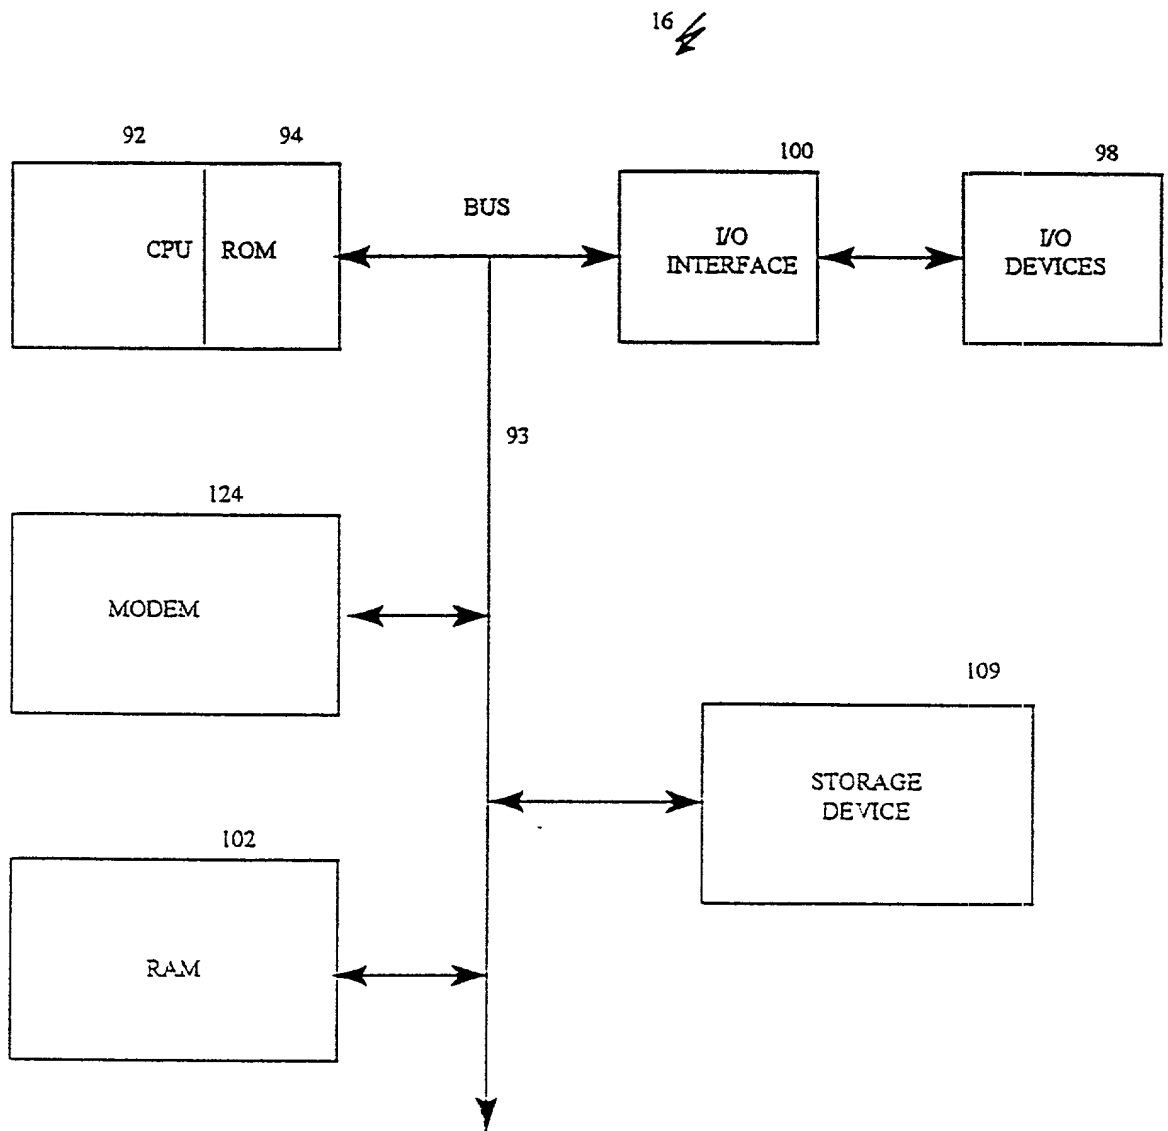 16
92
94
CPU
ROM
BUS
100
I/O
INTERFACE
98
I/O
DEVICES
93
124
MODEM
109
STORAGE
DEVICE
102
RAM